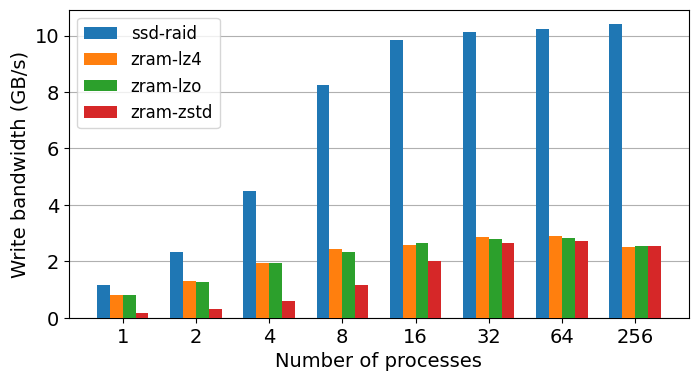 ssd-raid
zram-lz4
zram-lzo
zram-zstd
Write bandwidth (GB/s)
10
8
6
4
2
0
1 2 4 8 16 32 64 256
Number of processes